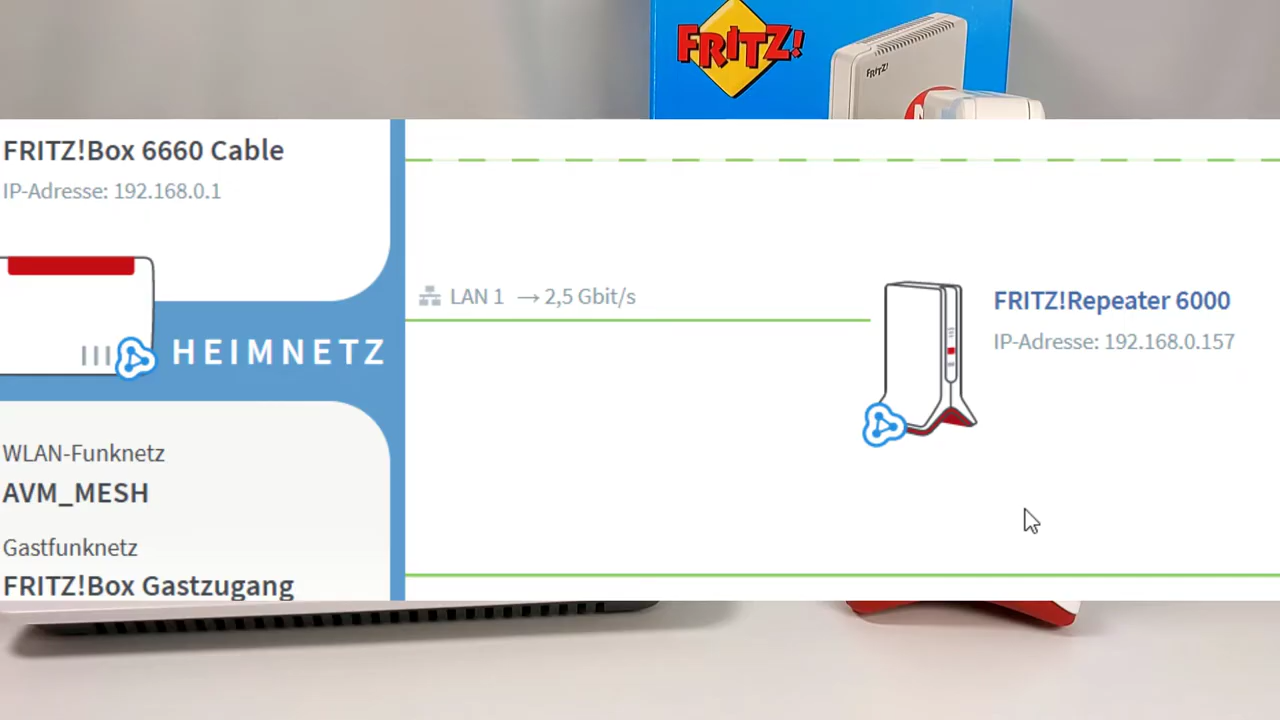 FRITZ!
FRITZ!
FRITZ!Box 6660 Cable
IP-Adresse: 192.168.0.1
LAN 1 → 2,5 Gbit/s
FRITZ!Repeater 6000
IP-Adresse: 192.168.0.157
HEIMNETZ
WLAN-Funknetz
AVM_MESH
Gastfunknetz
FRITZ!Box Gastzugang